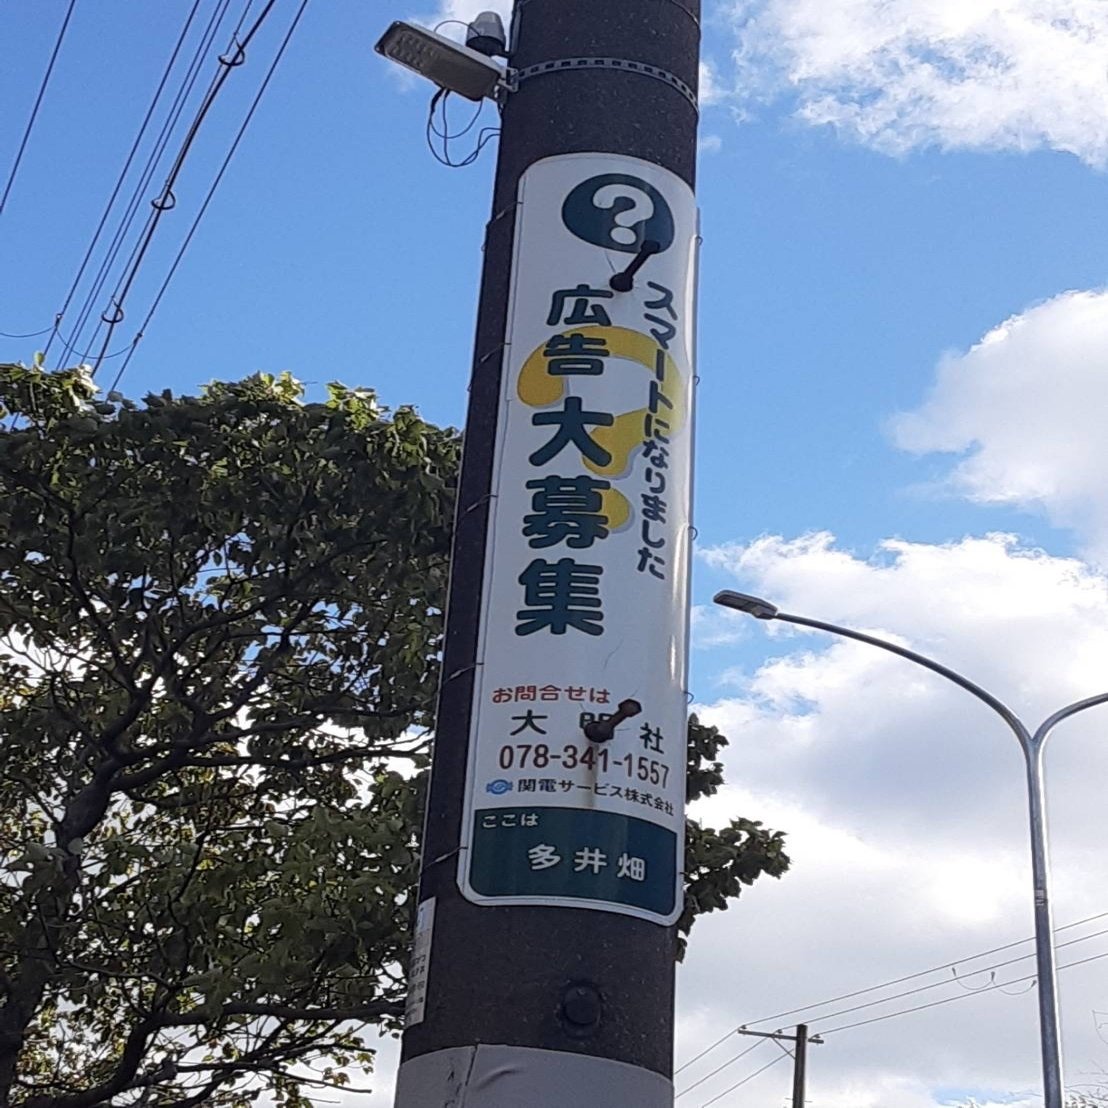 ?
スマートになりました
広告大募集
お問合せは
大 社
078-341-1557
関電サービス株式会社
ここは
多井畑